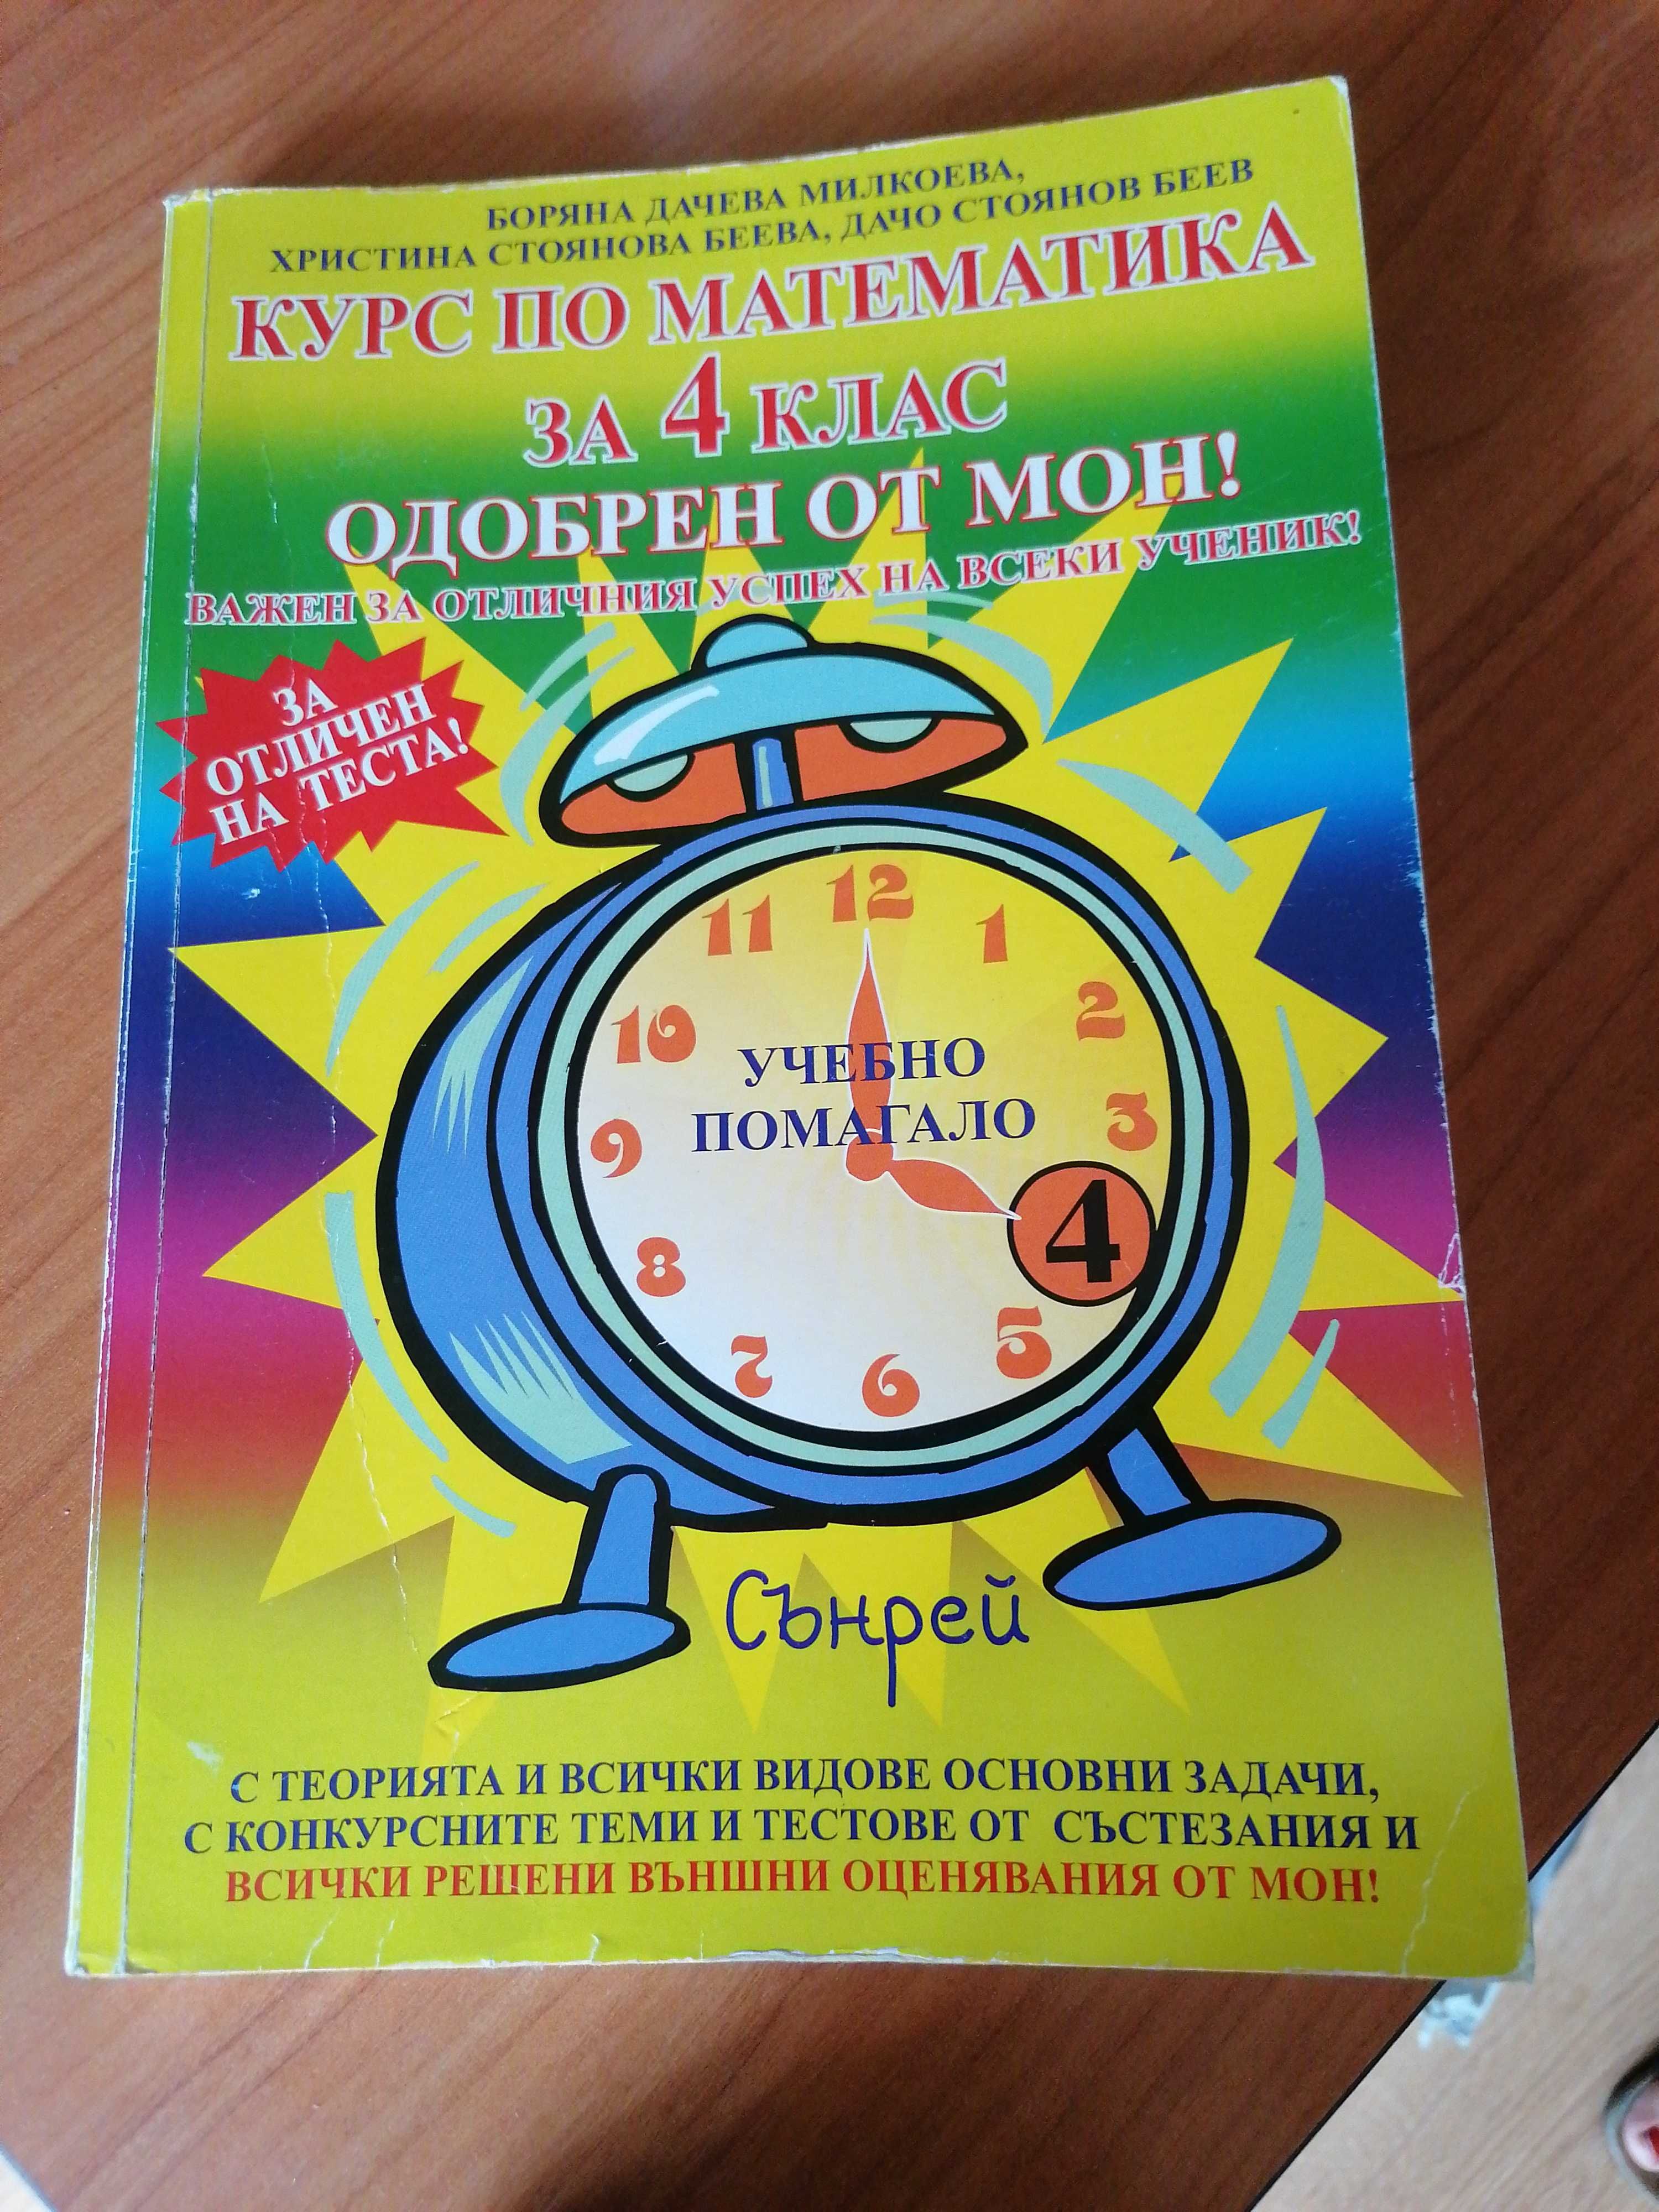 БОРЯНА ДАЧЕВА МИЛКОЕВА,
ХРИСТИНА СТОЯНОВА БЕЕВА, ДАЧО СТОЯНОВ БЕЕВ
КУРС ПО МАТЕМАТИКА
ЗА 4 КЛАС
ОДОБРЕН ОТ МОН!
ВАЖЕН ЗА ОТЛИЧНИЯ УСПЕХ НА ВСЕКИ УЧЕНИК!
ЗА
ОТЛИЧЕН
НА ТЕСТА!
12
11
1
10
2
УЧЕБНО
ПОМАГАЛО
9
3
4
8
7
5
6
Сънрей
С ТЕОРИЯТА И ВСИЧКИ ВИДОВЕ ОСНОВНИ ЗАДАЧИ,
С КОНКУРСНИТЕ ТЕМИ И ТЕСТОВЕ ОТ СЪСТЕЗАНИЯ И
ВСИЧКИ РЕШЕНИ ВЪНШНИ ОЦЕНЯВАНИЯ ОТ МОН!